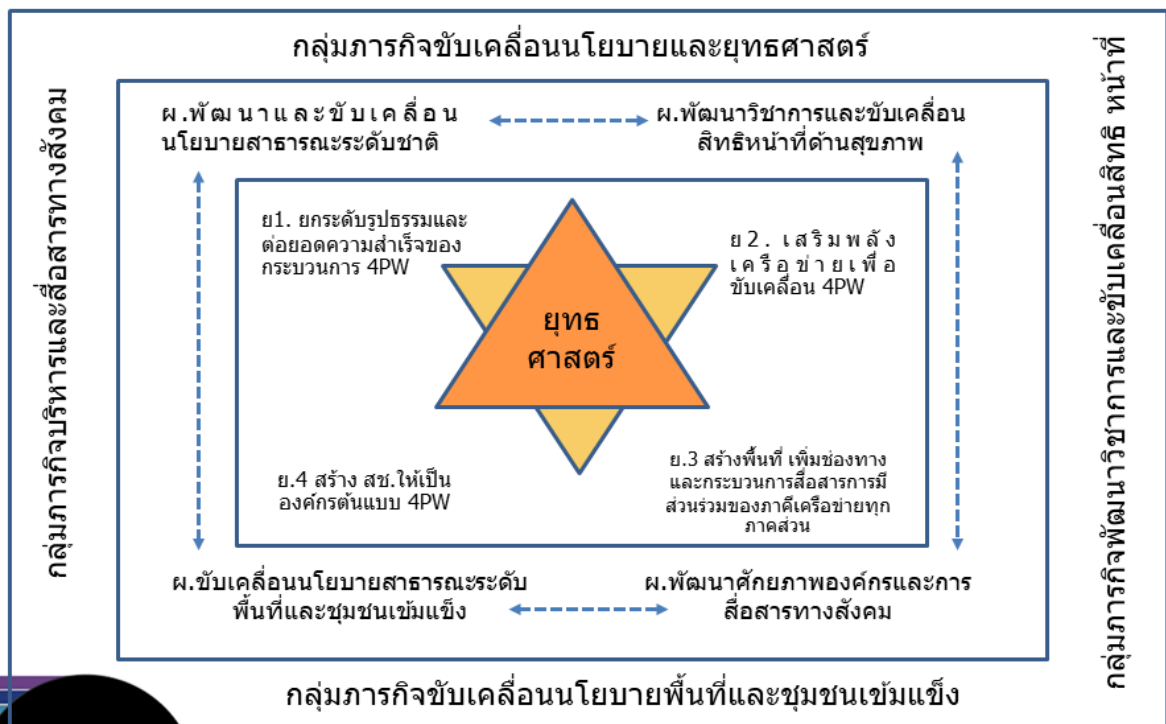 กลุ่มภารกิจขับเคลื่อนนโยบายและยุทธศาสตร์
กลุ่มภารกิจบริหารและสื่อสารทางสังคม
กลุ่มภารกิจพัฒนาวิชาการและขับเคลื่อนสิทธิ หน้าที่
ผ.พัฒนาและขับเคลื่อน
นโยบายสาธารณะระดับชาติ
ผ.พัฒนาวิชาการและขับเคลื่อน
สิทธิหน้าที่ด้านสุขภาพ
ย1. ยกระดับรูปธรรมและ
ต่อยอดความสำเร็จของ
กระบวนการ 4PW
ย2. เสริมพลัง
เครือข่ายเพื่อ
ขับเคลื่อน 4PW
ยุทธ
ศาสตร์
ย.4 สร้าง สช.ให้เป็น
องค์กรต้นแบบ 4PW
ย.3 สร้างพื้นที่ เพิ่มช่องทาง
และกระบวนการสื่อสารการมี
ส่วนร่วมของภาคีเครือข่ายทุก
ภาคส่วน
ผ.ขับเคลื่อนนโยบายสาธารณะระดับ
พื้นที่และชุมชนเข้มแข็ง
ผ.พัฒนาศักยภาพองค์กรและการ
สื่อสารทางสังคม
กลุ่มภารกิจขับเคลื่อนนโยบายพื้นที่และชุมชนเข้มแข็ง